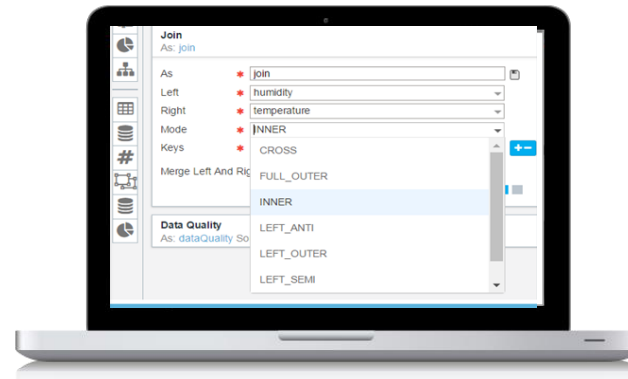 Join
As: join
As * join
Left * humidity
Right * temperature
Mode * INNER
Keys *
CROSS
Merge Left And Rig
FULL_OUTER
INNER
LEFT_ANTI
Data Quality
As: dataQuality So
LEFT_OUTER
LEFT_SEMI